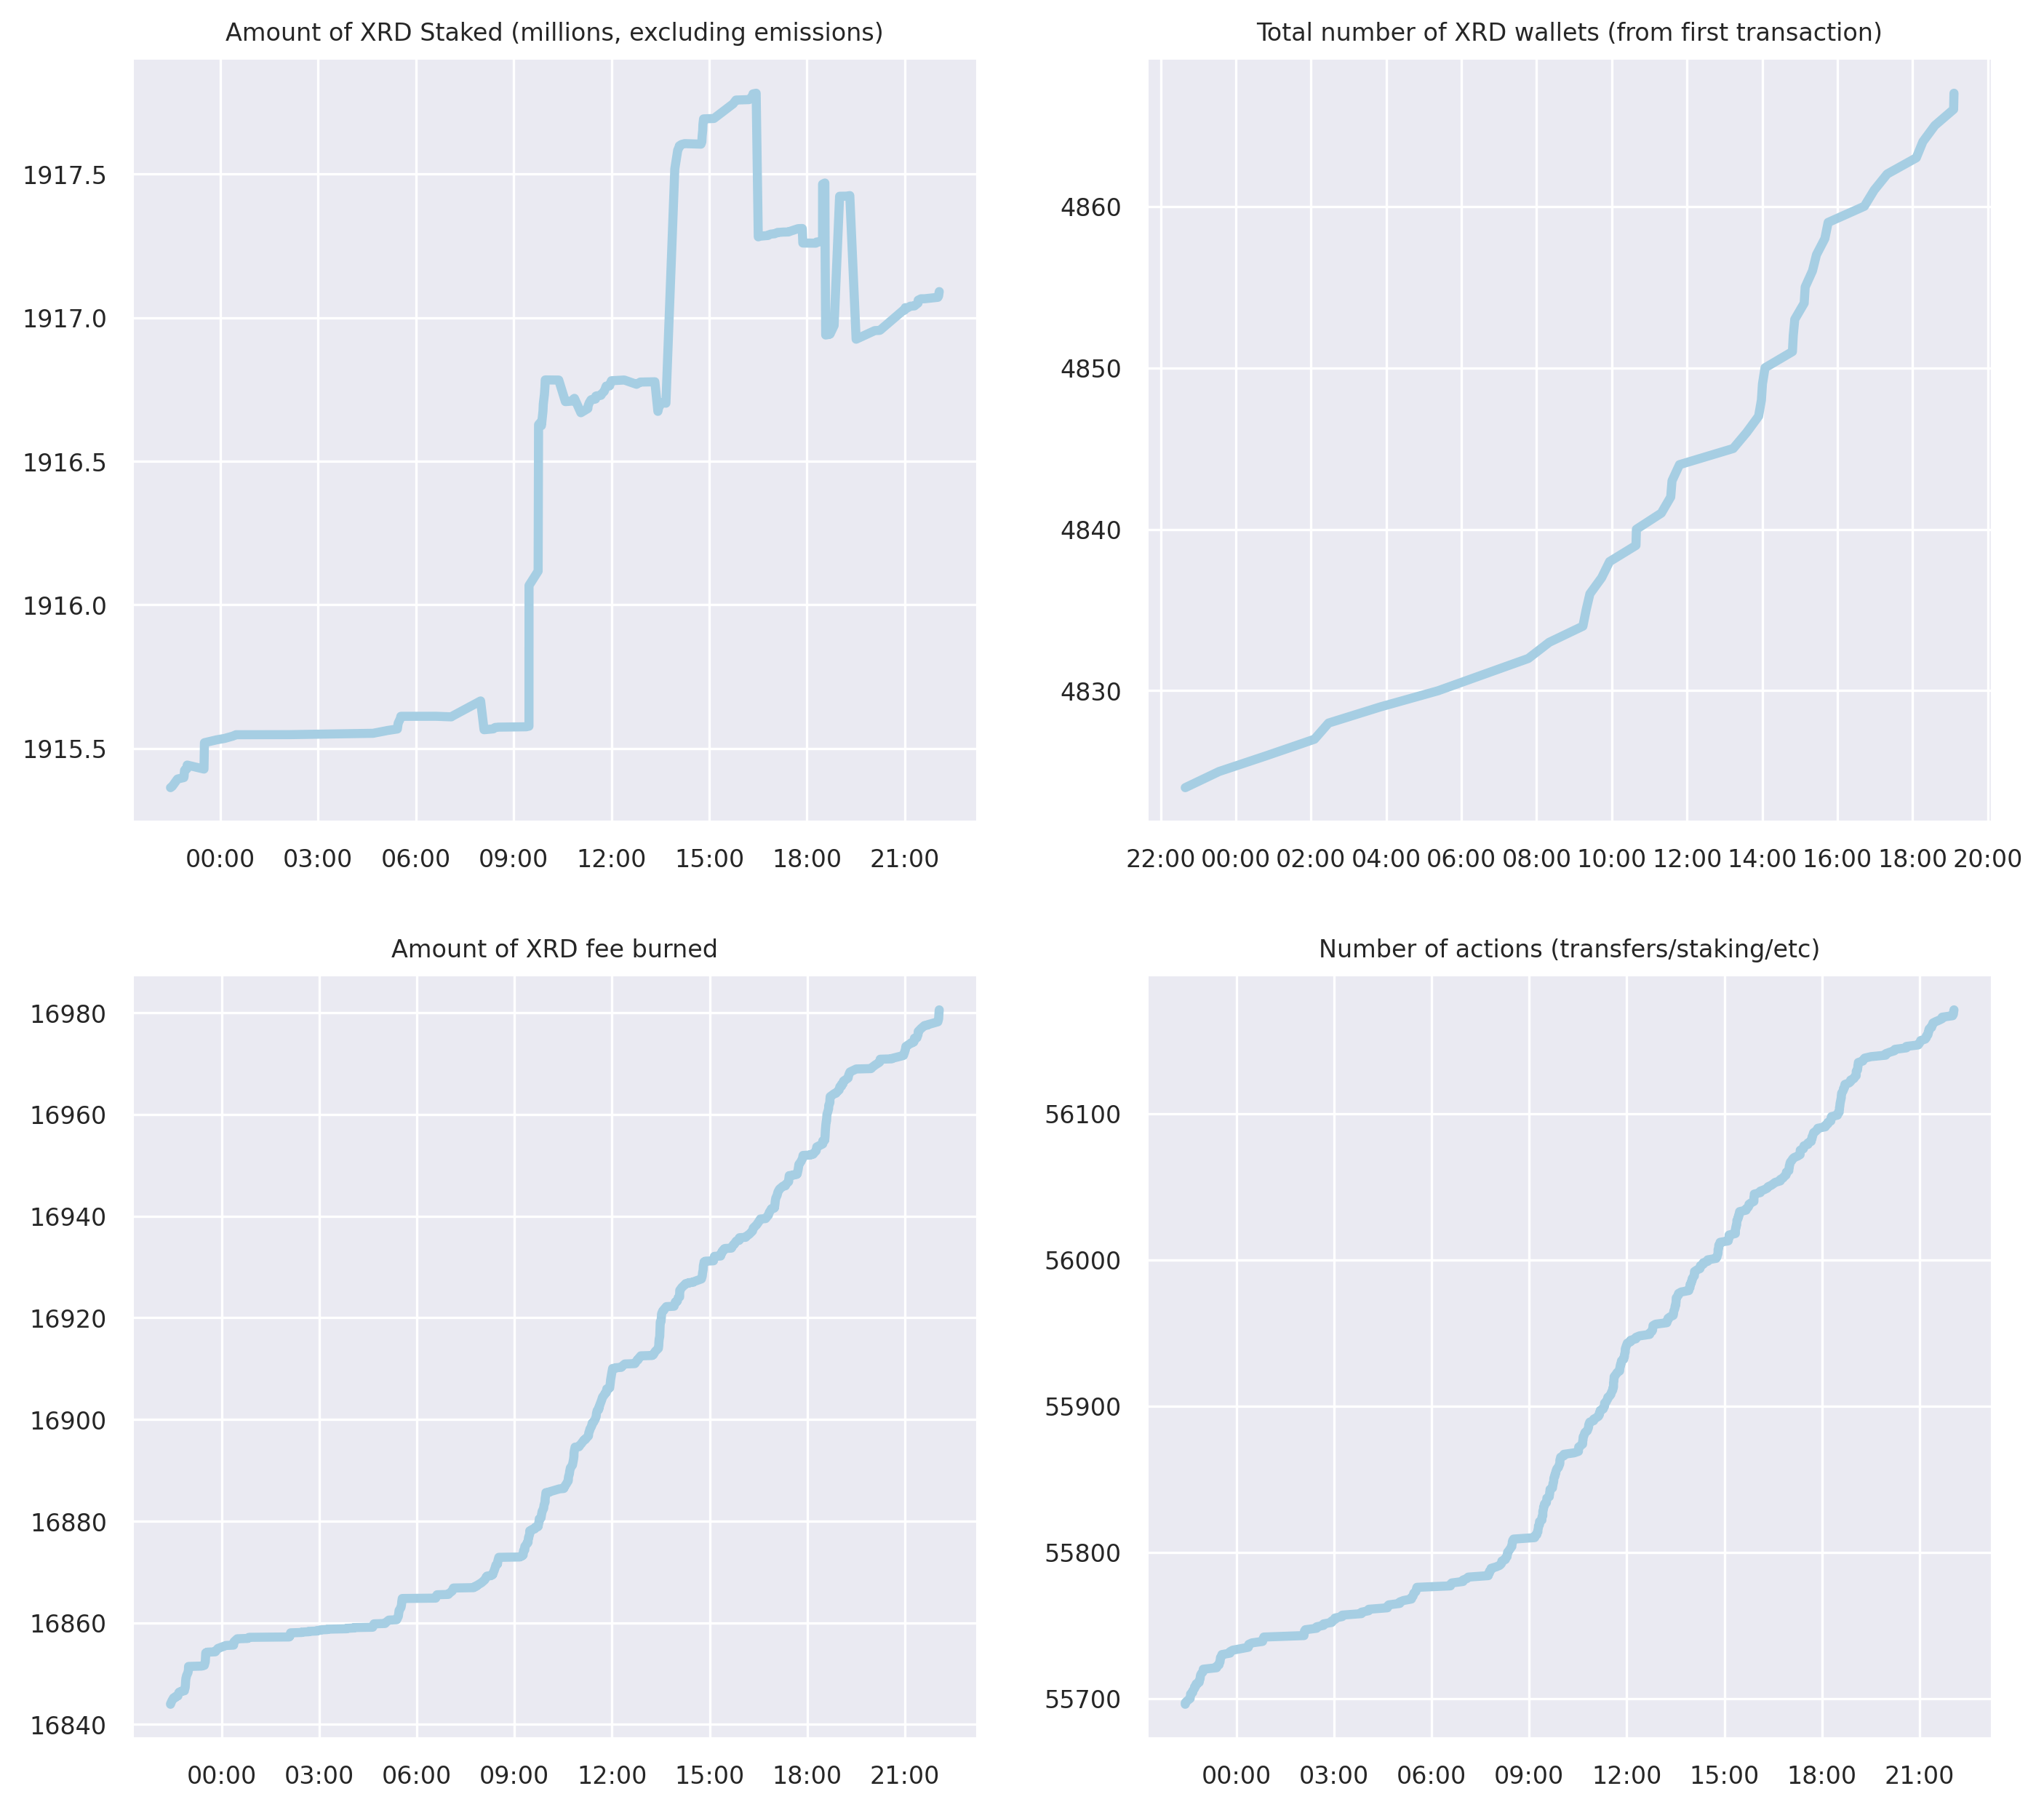 Amount of XRD Staked (millions, excluding emissions)
1917.5
1917.0
1916.5
1916.0
1915.5
00:00 03:00 06:00 09:00 12:00 15:00 18:00 21:00
Total number of XRD wallets (from first transaction)
4860
4850
4840
4830
22:00 00:00 02:00 04:00 06:00 08:00 10:00 12:00 14:00 16:00 18:00 20:00
Amount of XRD fee burned
16980
16960
16940
16920
16900
16880
16860
16840
00:00 03:00 06:00 09:00 12:00 15:00 18:00 21:00
Number of actions (transfers/staking/etc)
56100
56000
55900
55800
55700
00:00 03:00 06:00 09:00 12:00 15:00 18:00 21:00